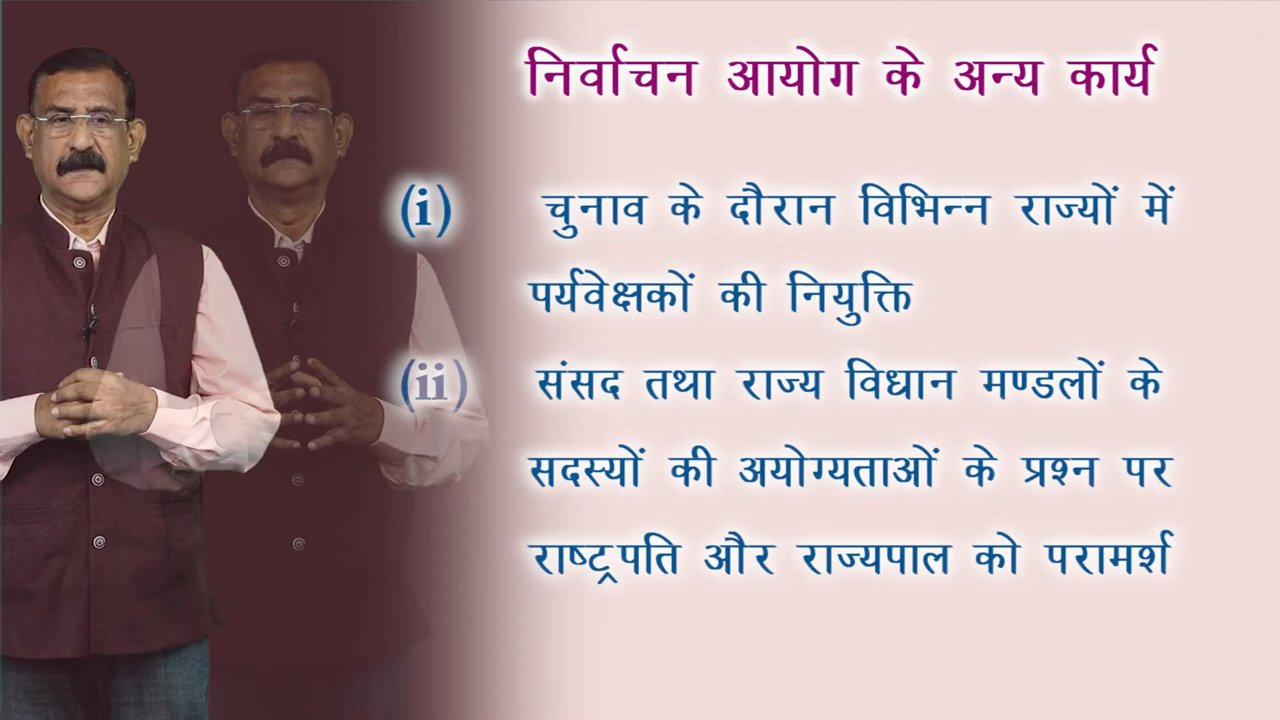 निर्वाचन आयोग के अन्य कार्य
(i) चुनाव के दौरान विभिन्न राज्यों में
पर्यवेक्षकों की नियुक्ति
(ii) संसद तथा राज्य विधान मण्डलों के
सदस्यों की अयोग्यताओं के प्रश्न पर
राष्ट्रपति और राज्यपाल को परामर्श